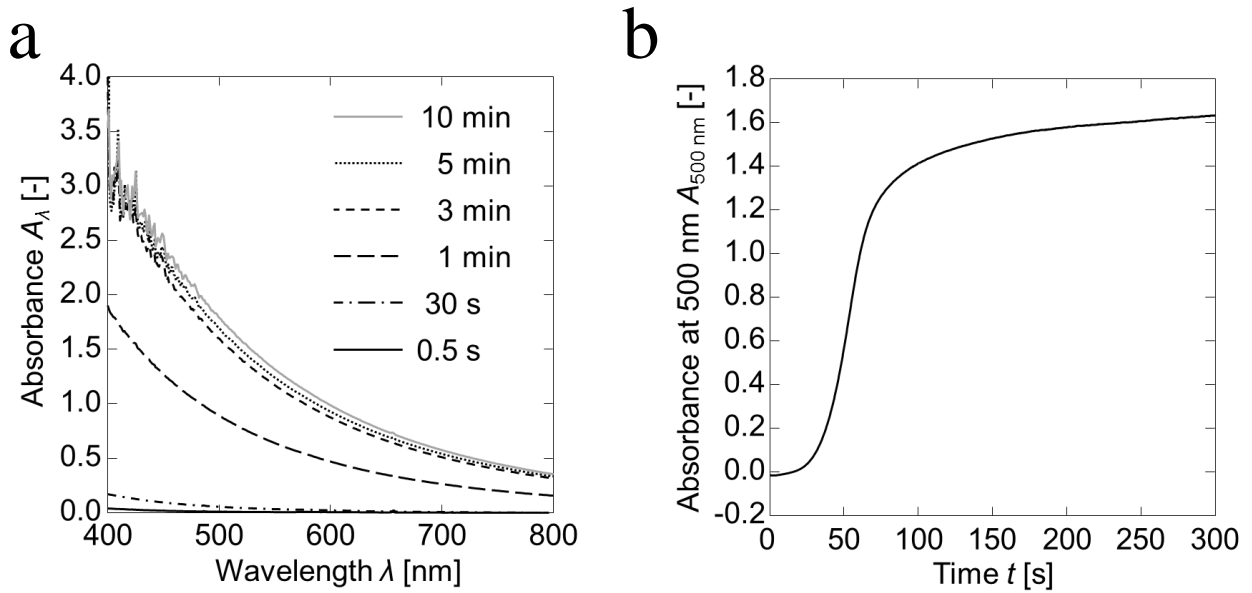 a
Absorbance Aλ [-]
4.0
3.5
3.0
2.5
2.0
1.5
1.0
0.5
0.0
10 min
5 min
3 min
1 min
30 s
0.5 s
400
500
600
700
800
Wavelength λ [nm]
b
Absorbance at 500 nm A500 nm [-]
1.8
1.6
1.4
1.2
1.0
0.8
0.6
0.4
0.2
0.0
-0.2
0
50
100
150
200
250
300
Time t [s]